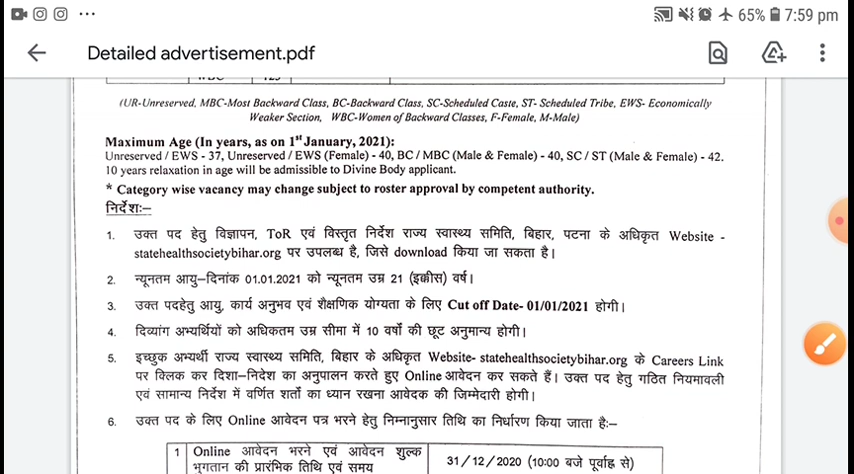 65% 7:59 pm
Detailed advertisement.pdf
(UR-Unreserved, MBC-Most Backward Class, BC-Backward Class, SC-Scheduled Caste, ST- Scheduled Tribe, EWS- Economically
Weaker Section, WBC-Women of Backward Classes, F-Female, M-Male)
Maximum Age (In years, as on 1st January, 2021):
Unreserved / EWS - 37, Unreserved / EWS (Female) - 40, BC / MBC (Male & Female) - 40, SC / ST (Male & Female) - 42.
10 years relaxation in age will be admissible to Divine Body applicant.
* Category wise vacancy may change subject to roster approval by competent authority.
निर्देशः–
1. उक्त पद हेतु विज्ञापन, ToR एवं विस्तृत निर्देश राज्य स्वास्थ्य समिति, बिहार, पटना के अधिकृत Website -
statehealthsocietybihar.org पर उपलब्ध है, जिसे download किया जा सकता है।
2. न्यूनतम आयु–दिनांक 01.01.2021 को न्यूनतम उम्र 21 (इक्कीस) वर्ष।
3. उक्त पदहेतु आयु, कार्य अनुभव एवं शैक्षणिक योग्यता के लिए Cut off Date- 01/01/2021 होगी।
4. दिव्यांग अभ्यर्थियों को अधिकतम उम्र सीमा में 10 वर्षों की छूट अनुमान्य होगी।
5. इच्छुक अभ्यर्थी राज्य स्वास्थ्य समिति, बिहार के अधिकृत Website- statehealthsocietybihar.org के Careers Link
पर क्लिक कर दिशा–निदेश का अनुपालन करते हुए Online आवेदन कर सकते हैं। उक्त पद हेतु गठित नियमावली
एवं सामान्य निर्देश में वर्णित शर्तों का ध्यान रखना आवेदक की जिम्मेदारी होगी।
6. उक्त पद के लिए Online आवेदन पत्र भरने हेतु निम्नानुसार तिथि का निर्धारण किया जाता है:–
1 Online आवेदन भरने एवं आवेदन शुल्क
भुगतान की प्रारंभिक तिथि एवं समय
31/12/2020 (10:00 बजे पूर्वाह्न से)